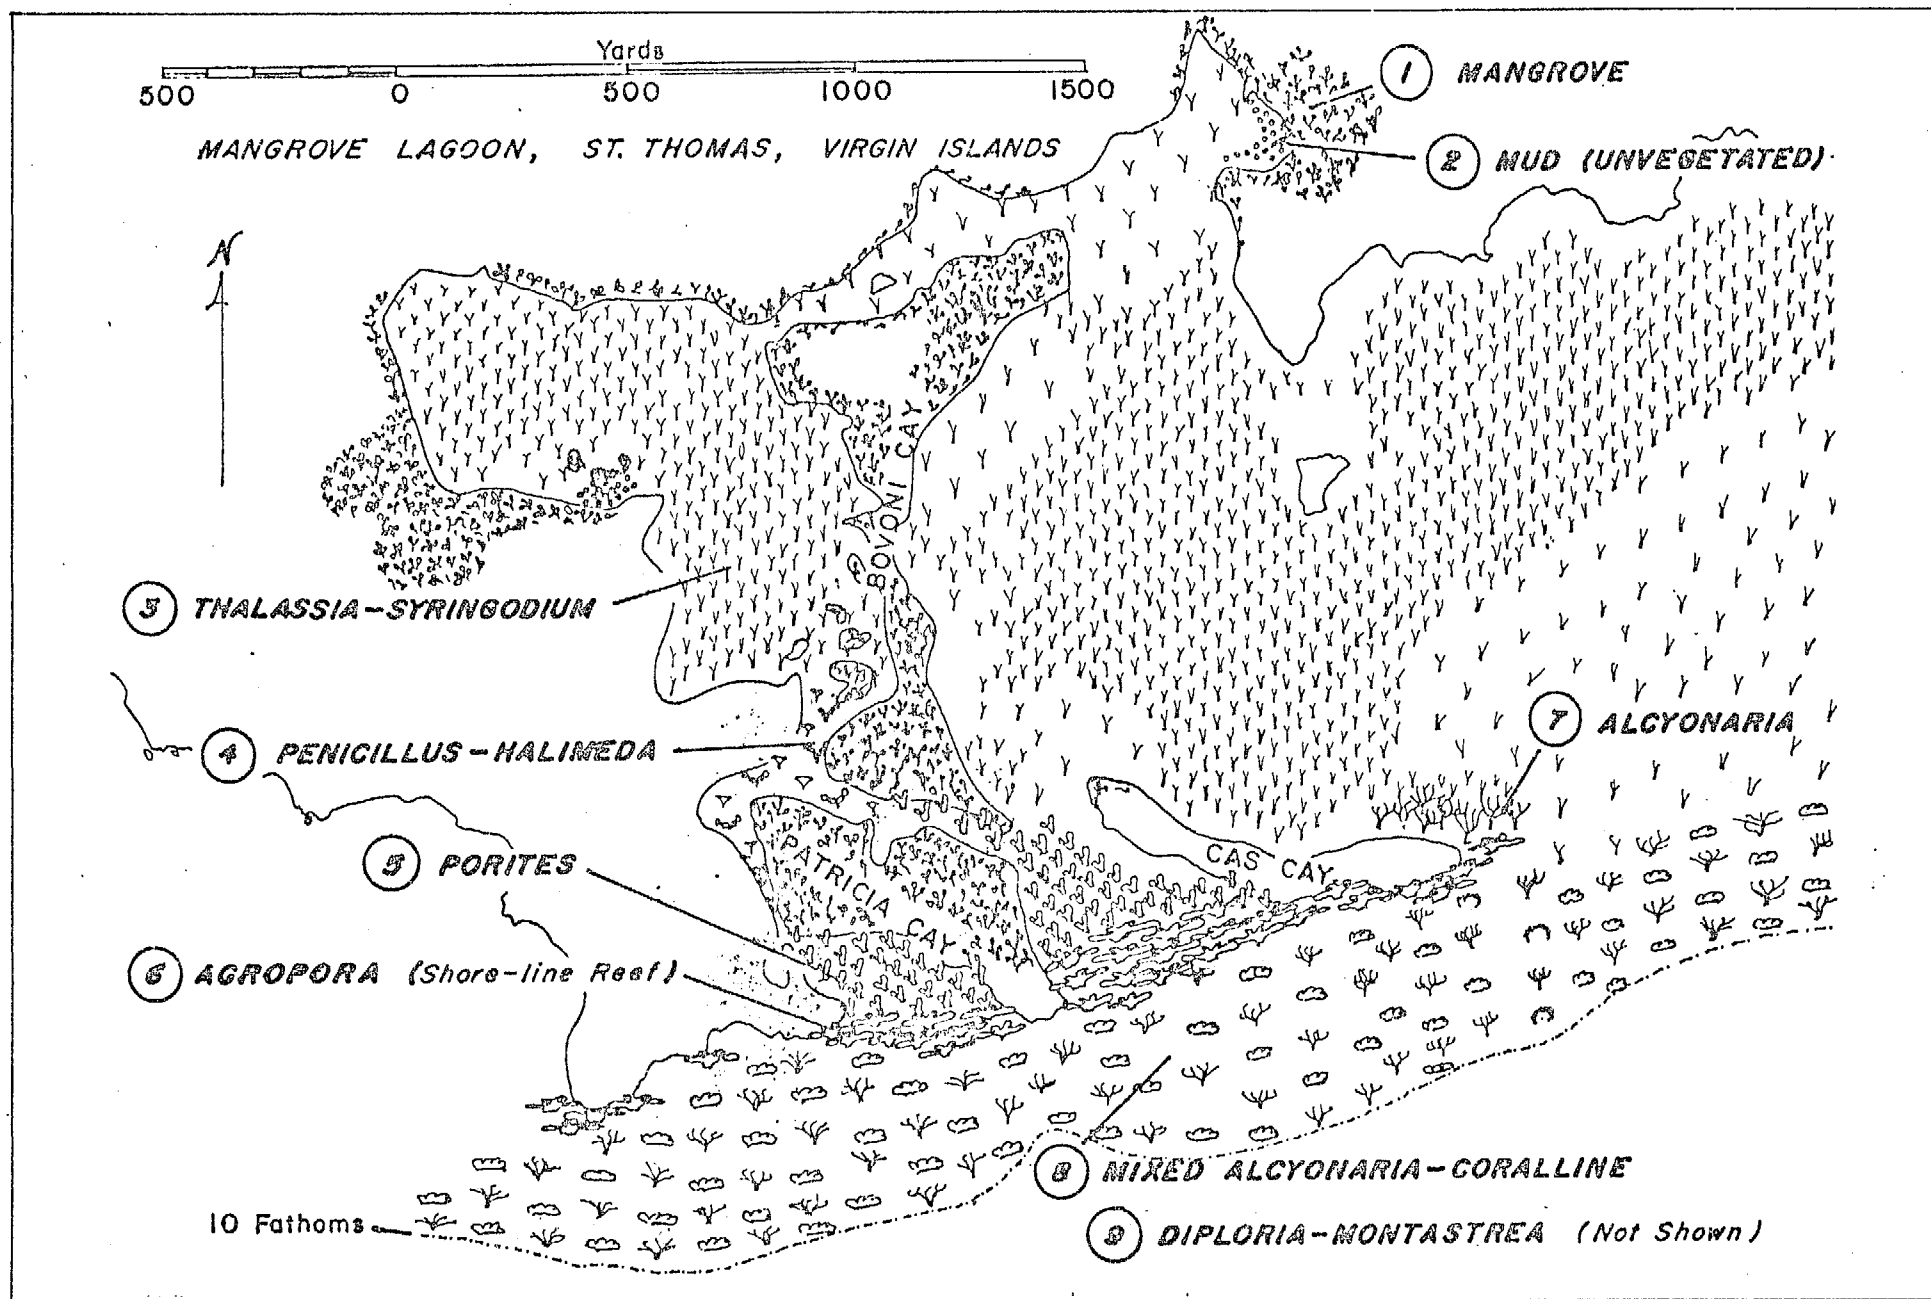 Yards
500 0 500 1000 1500
MANGROVE LAGOON, ST. THOMAS, VIRGIN ISLANDS
N
1 MANGROVE
2 MUD (UNVEGETATED)
BOVONI CAY
3 THALASSIA-SYRINGODIUM
7 ALCYONARIA
4 PENICILLUS-HALIMEDA
5 PORITES
PATRICIA CAY
CAS CAY
6 AGROPORA (Shore-line Reef)
8 MIXED ALCYONARIA-CORALLINE
10 Fathoms
9 DIPLORIA-MONTASTREA (Not Shown)